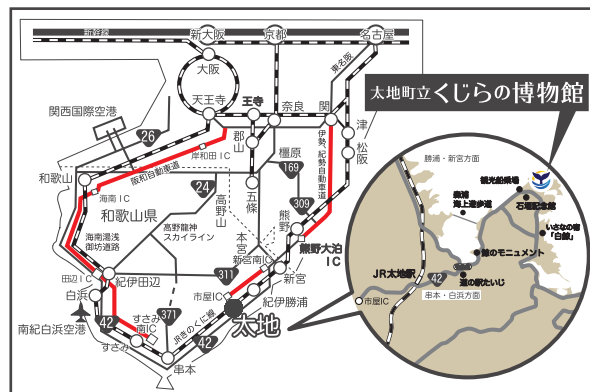 新幹線
新大阪
京都
名古屋
大阪
東名阪
天王寺
王寺
奈良
関
津
松阪
関西国際空港
26
郡山
岸和田IC
橿原
169
伊勢、紀勢自動車道
阪和自動車道
和歌山
24
五條
309
海南IC
和歌山県
高野山
熊野
海南湯浅御坊道路
高野龍神
スカイライン
本宮
熊野大泊
IC
新宮南IC
田辺IC
311
新宮
紀伊田辺
市屋IC
紀伊勝浦
白浜
太地
南紀白浜空港
42
すさみ
南IC
371
JRきのくに線
42
すさみ
串本
太地町立くじらの博物館
勝浦・新宮方面
観光船乗場
森浦
海上遊歩道
石垣記念館
いさなの宿
「白鯨」
鯨のモニュメント
JR太地駅
42
道の駅たいじ
市屋IC
串本・白浜方面